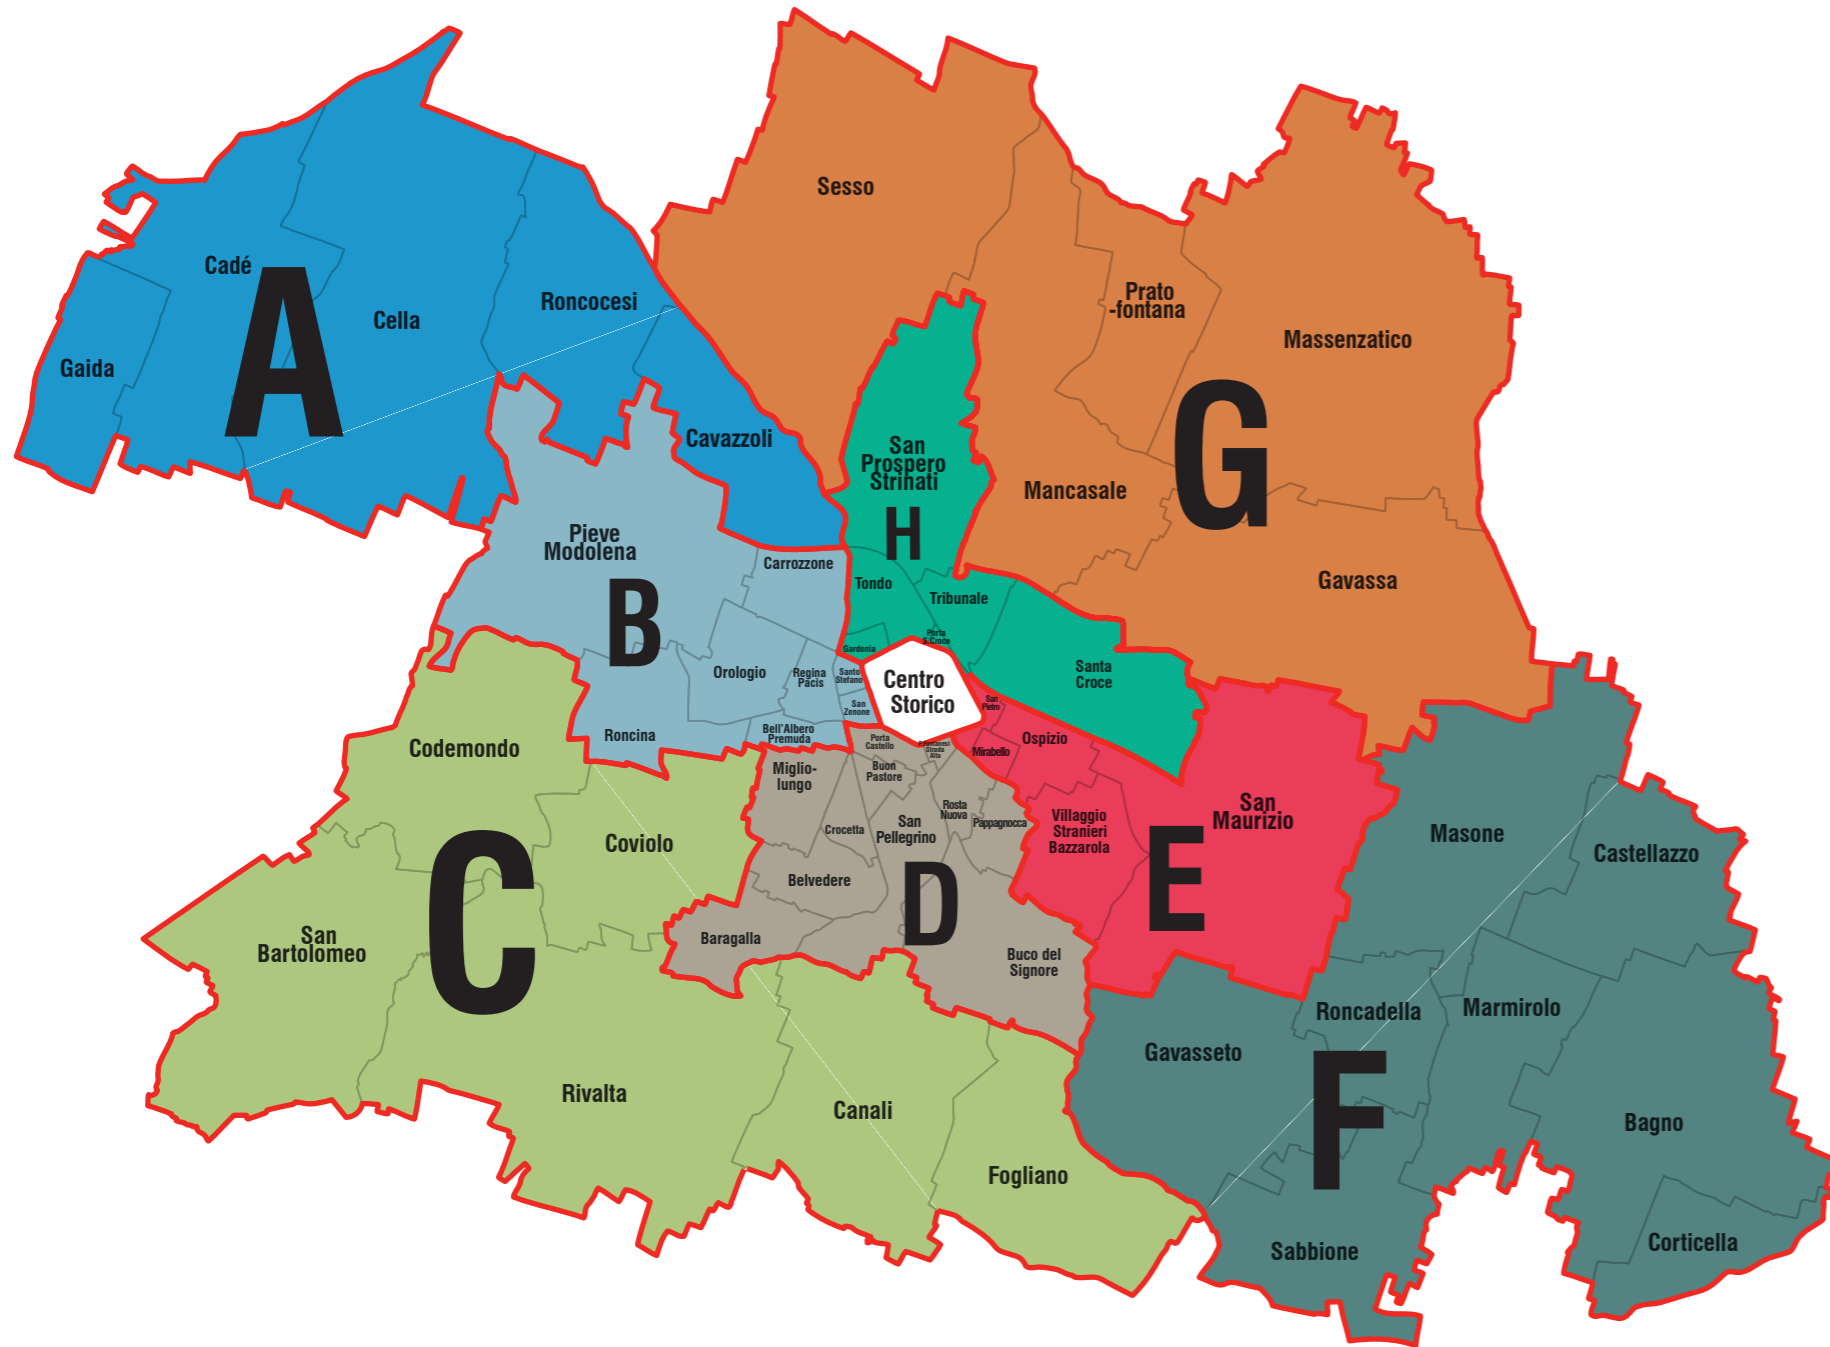 Sesso
Cadé
Roncocesi
Cella
Gaida
A
Prato
-fontana
Massenzatico
Cavazzoli
San
Prospero
Strinati
H
Mancasale
G
Gavassa
Pieve
Modolena
B
Carrozzone
Tondo
Tribunale
Porta
S.Croce
Gardenia
Santa
Croce
Orologio
Regina
Pacis
Santo
Stefano
San
Zenone
Centro
Storico
San
Pietro
Roncina
Bell'Albero
Premuda
Porta
Castello
Strada
Alta
Mirabello
Ospizio
Codemondo
Miglio-
lungo
Buon
Pastore
Rosta
Nuova
Pappagnocca
Crocetta
San
Pellegrino
Villaggio
Stranieri
Bazzarola
San
Maurizio
E
Masone
Castellazzo
Coviolo
Belvedere
D
C
San
Bartolomeo
Baragalla
Buco del
Signore
Roncadella
Marmirolo
Gavasseto
F
Rivalta
Canali
Fogliano
Bagno
Sabbione
Corticella